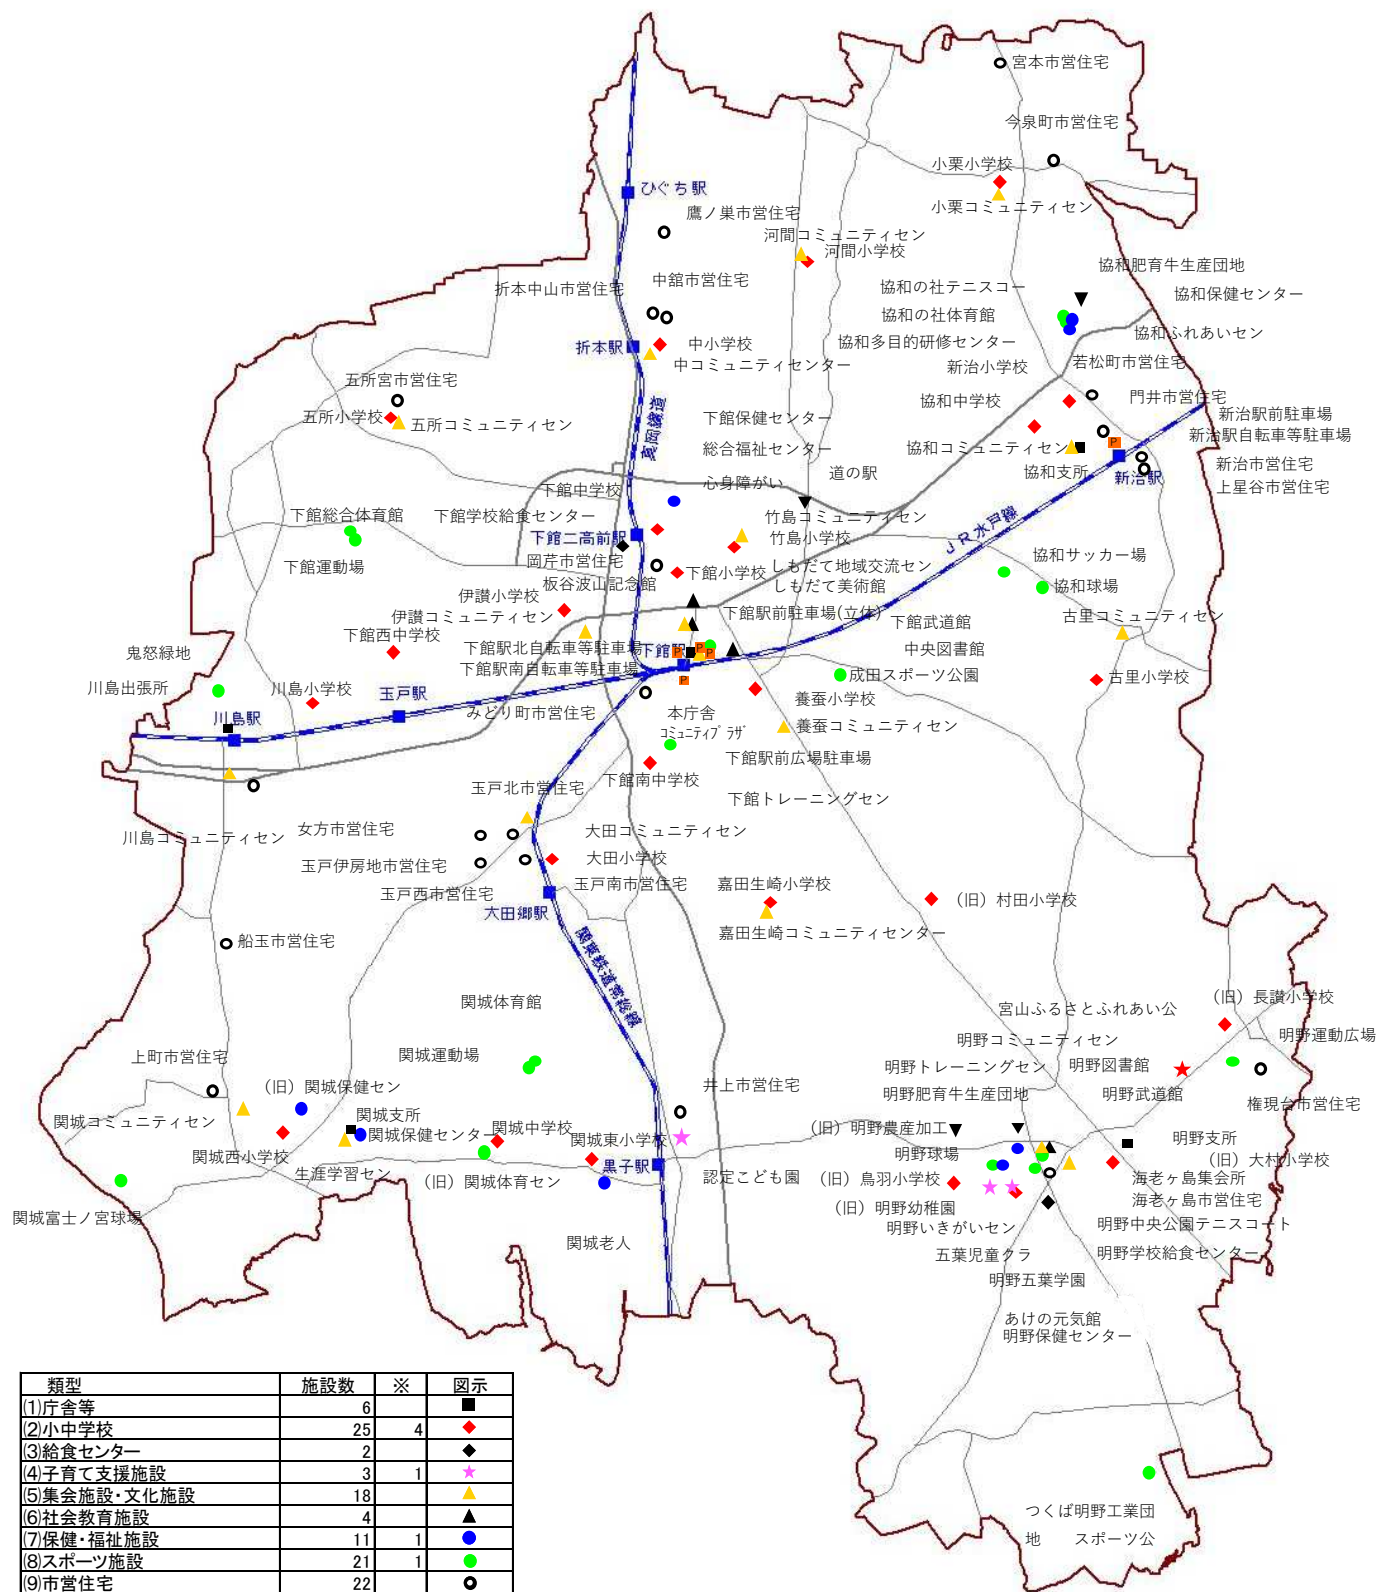 宮本市営住宅
今泉町市営住宅
小栗小学校
ひぐち駅
小栗コミュニティセン
鷹ノ巣市営住宅
河間コミュニティセン
河間小学校
協和肥育牛生産団地
中舘市営住宅
協和の杜テニスコー
折本中山市営住宅
協和保健センター
協和の杜体育館
協和ふれあいセン
折本駅
中小学校
協和多目的研修センター
中コミュニティセンター
新治小学校
若松町市営住宅
五所宮市営住宅
協和中学校
門井市営住宅
新治駅前駐車場
五所小学校
五所コミュニティセン
真岡鐵道
下館保健センター
新治駅自転車等駐車場
総合福祉センター
協和コミュニティセン
P
道の駅
協和支所
新治駅
新治市営住宅
心身障がい
上星谷市営住宅
下館中学校
下館総合体育館
下館学校給食センター
竹島コミュニティセン
JR水戸線
下館二高前駅
竹島小学校
岡芹市営住宅
協和サッカー場
下館運動場
しもだて地域交流セン
下館小学校
板谷波山記念館
しもだて美術館
協和球場
伊讃小学校
伊讃コミュニティセン
下館駅前駐車場(立体)
下館武道館
古里コミュニティセン
下館西中学校
下館駅北自転車等駐車場
下館駅
P P P
中央図書館
鬼怒緑地
下館駅南自転車等駐車場
成田スポーツ公園
古里小学校
川島出張所
川島小学校
玉戸駅
P
養蚕小学校
川島駅
みどり町市営住宅
本庁舎
養蚕コミュニティセン
コミュニティプラザ
下館駅前広場駐車場
下館南中学校
玉戸北市営住宅
下館トレーニングセン
川島コミュニティセン
女方市営住宅
大田コミュニティセン
玉戸伊房地市営住宅
大田小学校
玉戸西市営住宅
玉戸南市営住宅
嘉田生崎小学校
大田郷駅
(旧)村田小学校
船玉市営住宅
関東鉄道常総線
嘉田生崎コミュニティセンター
関城体育館
宮山ふるさとふれあい公
(旧)長讃小学校
明野コミュニティセン
明野運動広場
上町市営住宅
関城運動場
明野トレーニングセン
明野図書館
井上市営住宅
明野肥育牛生産団地
明野武道館
(旧)関城保健セン
権現台市営住宅
関城コミュニティセン
関城支所
関城中学校
(旧)明野農産加工
関城保健センター
関城東小学校
明野支所
関城西小学校
明野球場
(旧)大村小学校
黒子駅
生涯学習セン
(旧)関城体育セン
認定こども園
(旧)鳥羽小学校
海老ヶ島集会所
海老ヶ島市営住宅
(旧)明野幼稚園
関城富士ノ宮球場
明野いきがいセン
明野中央公園テニスコート
関城老人
五葉児童クラ
明野学校給食センター
明野五葉学園
あけの元気館
明野保健センター
類型 施設数 ※ 図示
(1)庁舎等 6
(2)小中学校 25 4
(3)給食センター 2
(4)子育て支援施設 3 1
(5)集会施設・文化施設 18
(6)社会教育施設 4
(7)保健・福祉施設 11 1
(8)スポーツ施設 21 1
(9)市営住宅 22
つくば明野工業団
地 スポーツ公